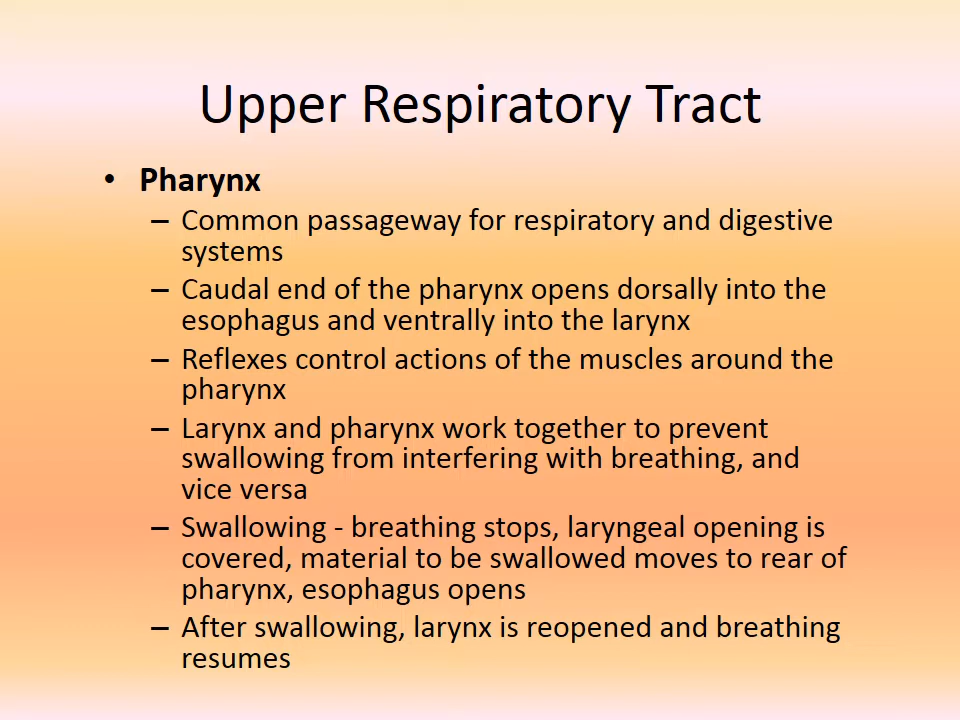 Upper Respiratory Tract
• Pharynx
– Common passageway for respiratory and digestive
systems
– Caudal end of the pharynx opens dorsally into the
esophagus and ventrally into the larynx
– Reflexes control actions of the muscles around the
pharynx
– Larynx and pharynx work together to prevent
swallowing from interfering with breathing, and
vice versa
– Swallowing - breathing stops, laryngeal opening is
covered, material to be swallowed moves to rear of
pharynx, esophagus opens
– After swallowing, larynx is reopened and breathing
resumes